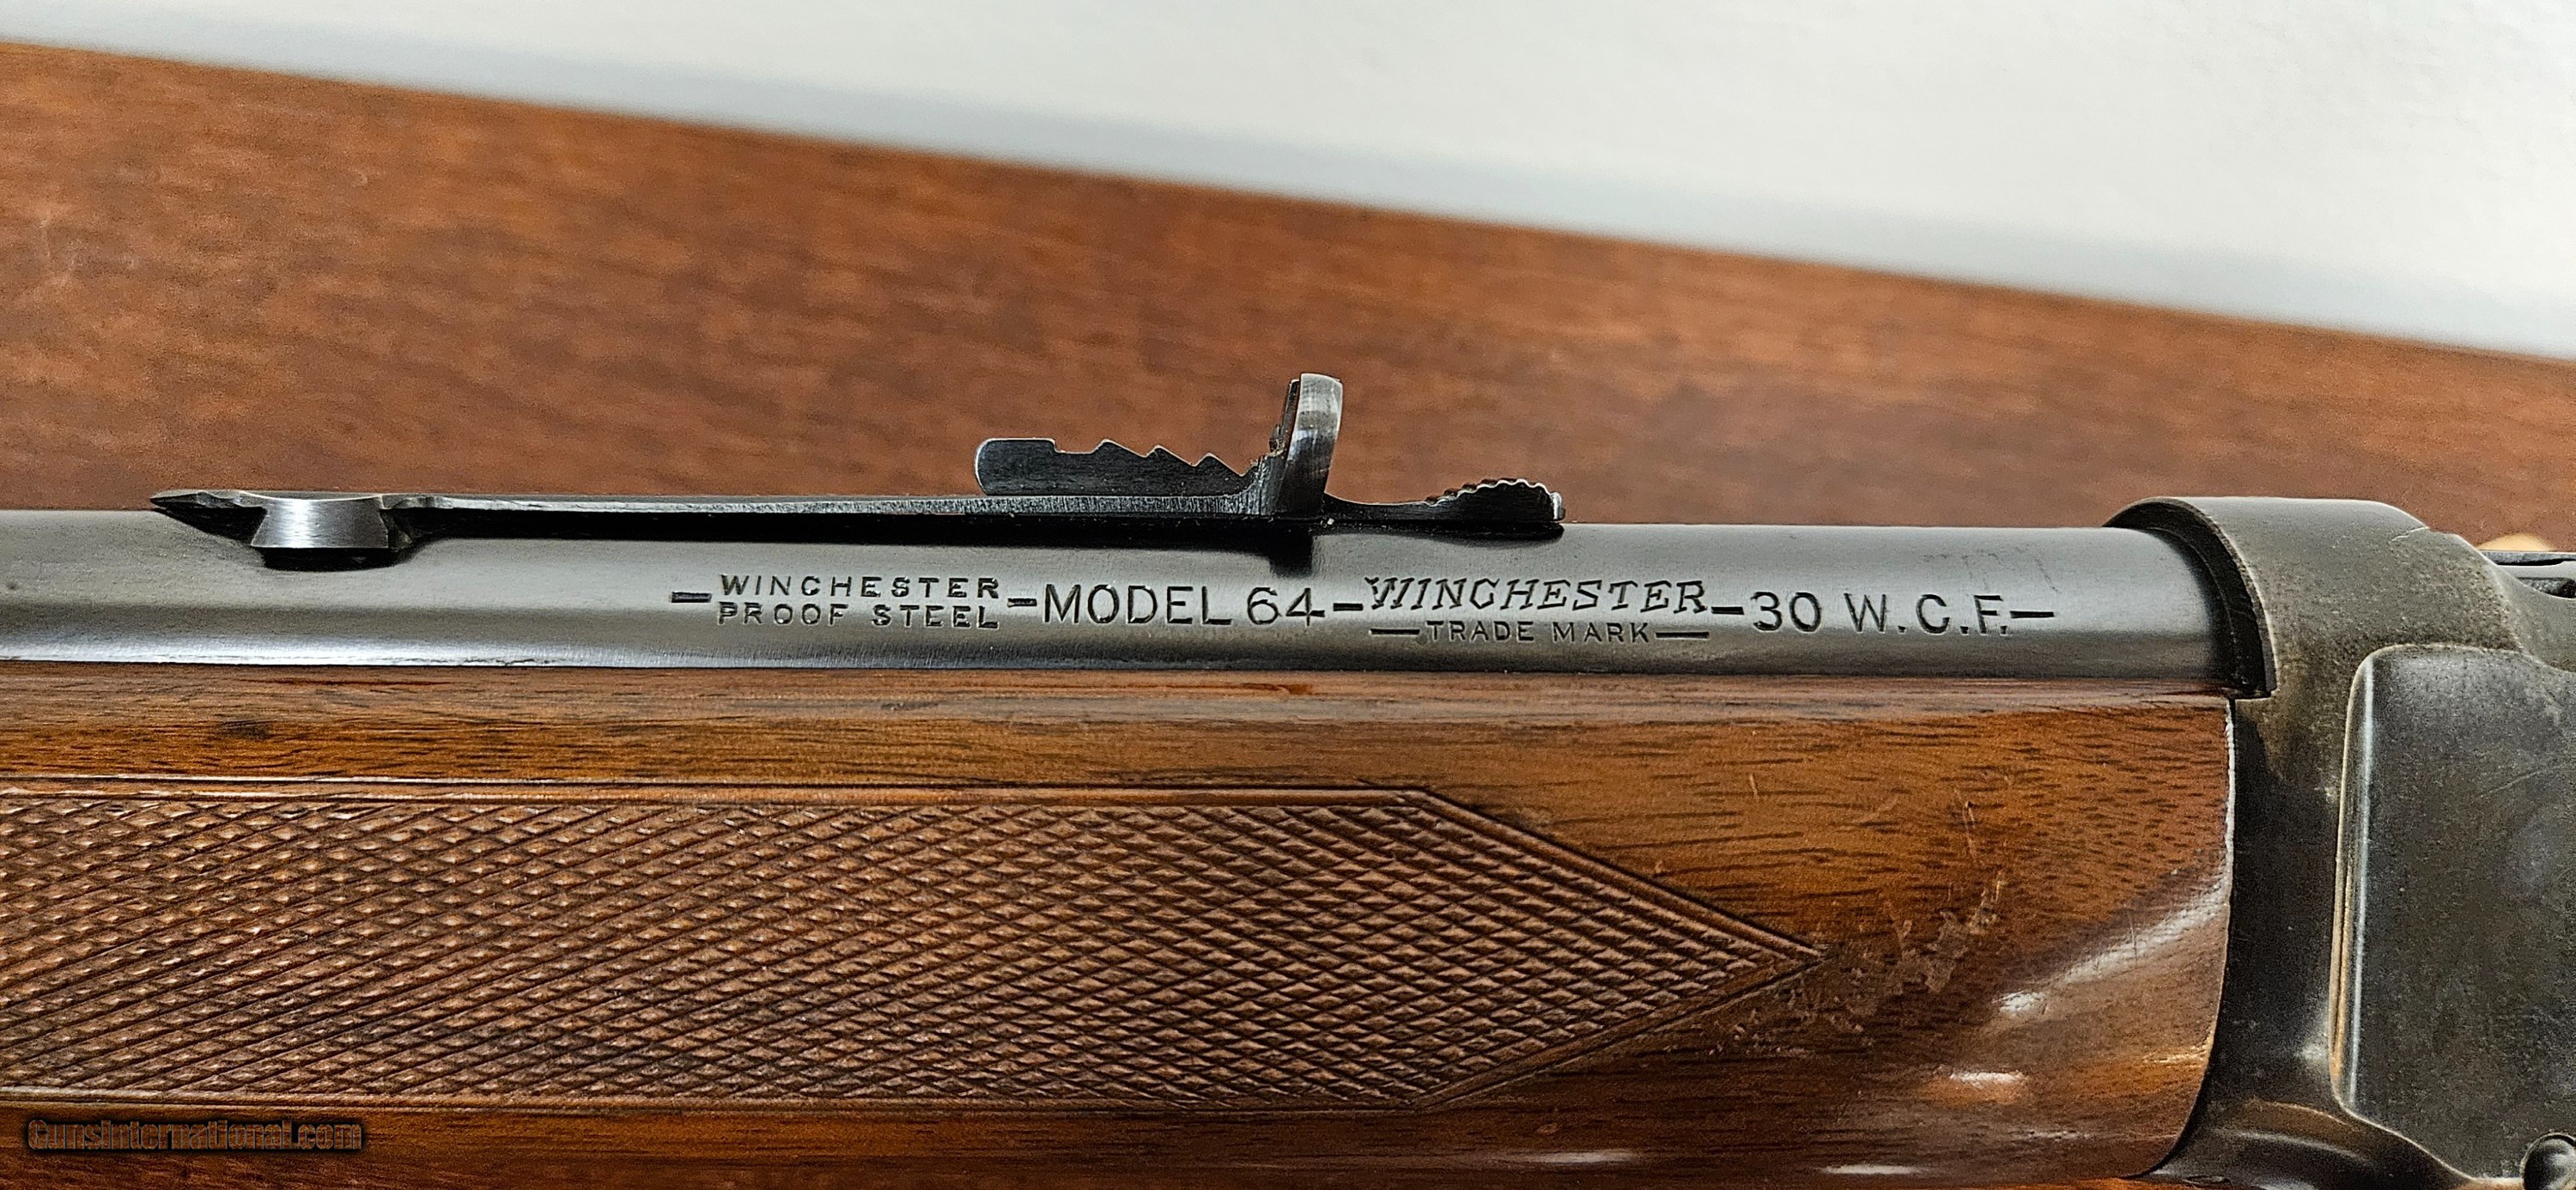 -WINCHESTER PROOF STEEL-MODEL 64-WINCHESTER TRADE MARK-30 W.C.F.-
GunsInternational.com